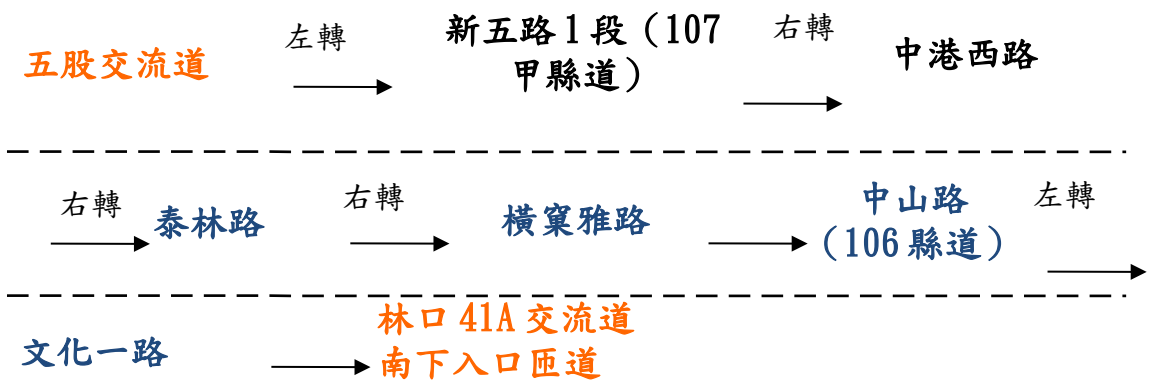 五股交流道
左轉
新五路1段（107
甲縣道）
右轉
中港西路
右轉
泰林路
右轉
橫窠雅路
中山路
（106縣道）
左轉
文化一路
林口41A交流道
南下入口匝道